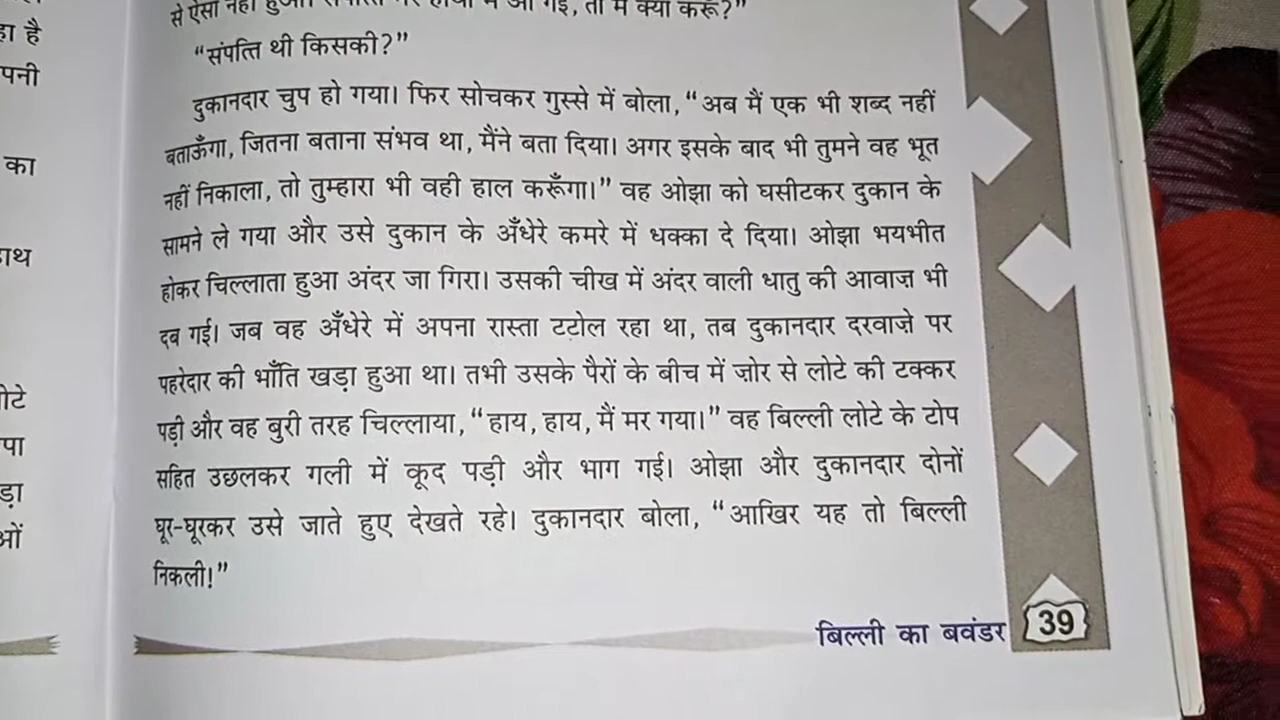 हा है
पनी
का
ाथ
ोटे
पा
ड़ा
ओं
से ऐसा नहीं हुआ। संपत्ति मेरे हाथों में आ गई, तो मैं क्या करूँ?”
“संपत्ति थी किसकी?”
दुकानदार चुप हो गया। फिर सोचकर गुस्से में बोला, “अब मैं एक भी शब्द नहीं
बताऊँगा, जितना बताना संभव था, मैंने बता दिया। अगर इसके बाद भी तुमने वह भूत
नहीं निकाला, तो तुम्हारा भी वही हाल करूँगा।” वह ओझा को घसीटकर दुकान के
सामने ले गया और उसे दुकान के अँधेरे कमरे में धक्का दे दिया। ओझा भयभीत
होकर चिल्लाता हुआ अंदर जा गिरा। उसकी चीख में अंदर वाली धातु की आवाज़ भी
दब गई। जब वह अँधेरे में अपना रास्ता टटोल रहा था, तब दुकानदार दरवाज़े पर
पहरेदार की भाँति खड़ा हुआ था। तभी उसके पैरों के बीच में ज़ोर से लोटे की टक्कर
पड़ी और वह बुरी तरह चिल्लाया, “हाय, हाय, मैं मर गया।” वह बिल्ली लोटे के टोप
सहित उछलकर गली में कूद पड़ी और भाग गई। ओझा और दुकानदार दोनों
घूर-घूरकर उसे जाते हुए देखते रहे। दुकानदार बोला, “आखिर यह तो बिल्ली
निकली!”
बिल्ली का बवंडर 39